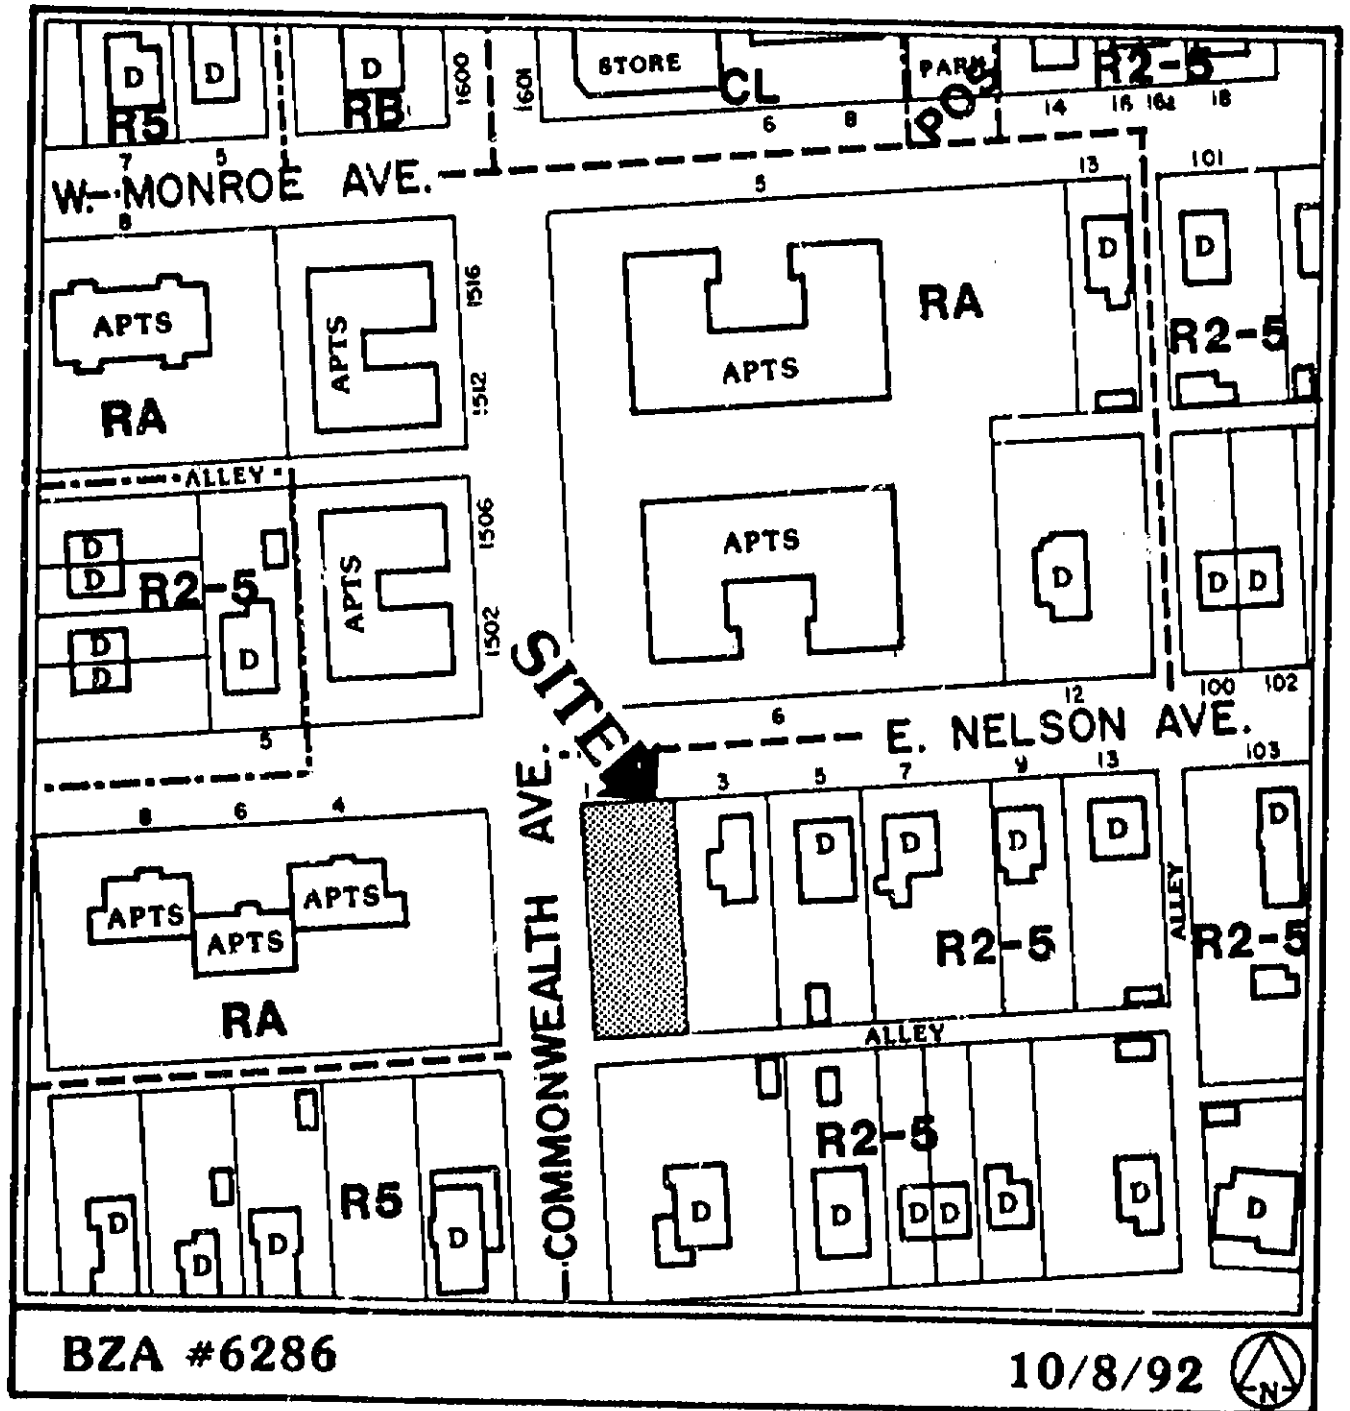 D D D STORE PARK
R5 RB 1600 1601 CL POS R2-5
7 5 6 8 14 16 16a 18
W. MONROE AVE.
8 5 13 101
APTS APTS 1516 RA D D
RA 1512 APTS R2-5
ALLEY
D D R2-5 APTS 1506 APTS D D D
D D D 1502
SITE
5 6 12 100 102
E. NELSON AVE.
8 6 4 1 3 5 7 9 13 103
APTS APTS APTS D D D D D
RA R2-5 ALLEY R2-5
COMMONWEALTH AVE.
ALLEY
R5 R2-5
D D D D D D D D D D D
BZA #6286
10/8/92
N